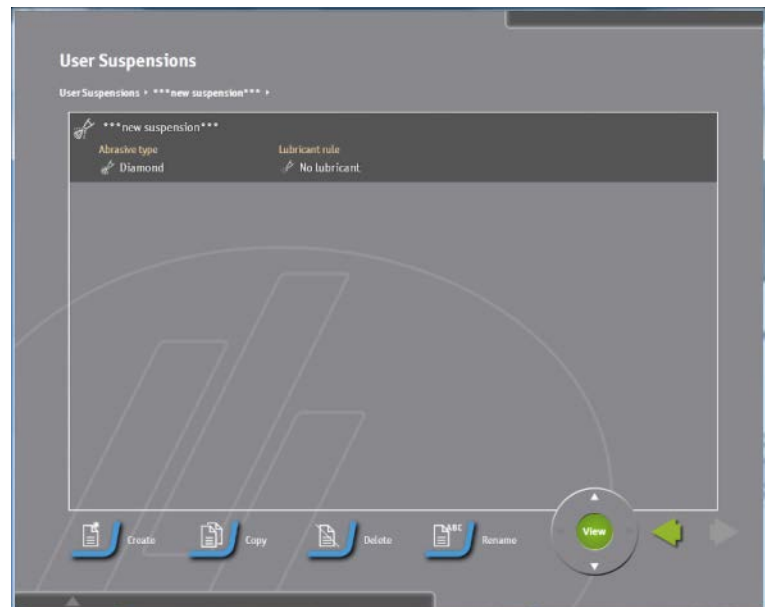 User Suspensions
User Suspensions ‣ ***new suspension*** ‣
***new suspension***
Abrasive type Lubricant rule
Diamond No lubricant
Create Copy Delete ABC Rename View